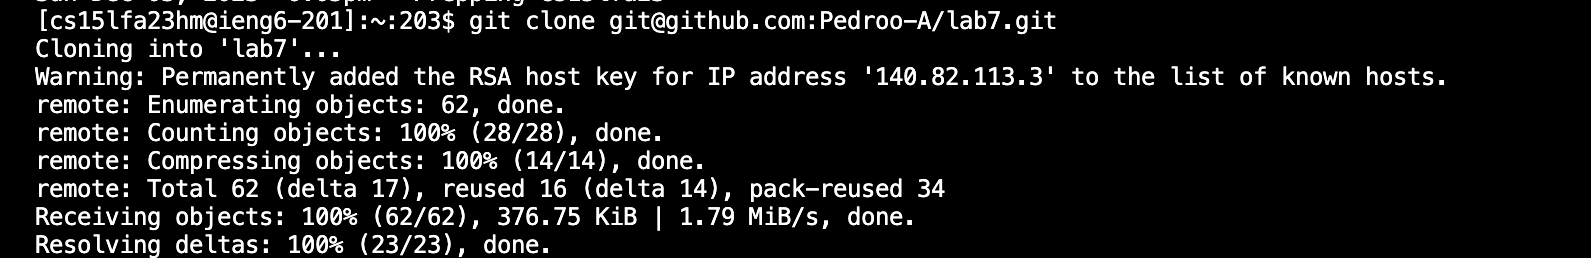 [cs15lfa23hm@ieng6-201]:~:203$ git clone git@github.com:Pedroo-A/lab7.git
Cloning into 'lab7'...
Warning: Permanently added the RSA host key for IP address '140.82.113.3' to the list of known hosts.
remote: Enumerating objects: 62, done.
remote: Counting objects: 100% (28/28), done.
remote: Compressing objects: 100% (14/14), done.
remote: Total 62 (delta 17), reused 16 (delta 14), pack-reused 34
Receiving objects: 100% (62/62), 376.75 KiB | 1.79 MiB/s, done.
Resolving deltas: 100% (23/23), done.